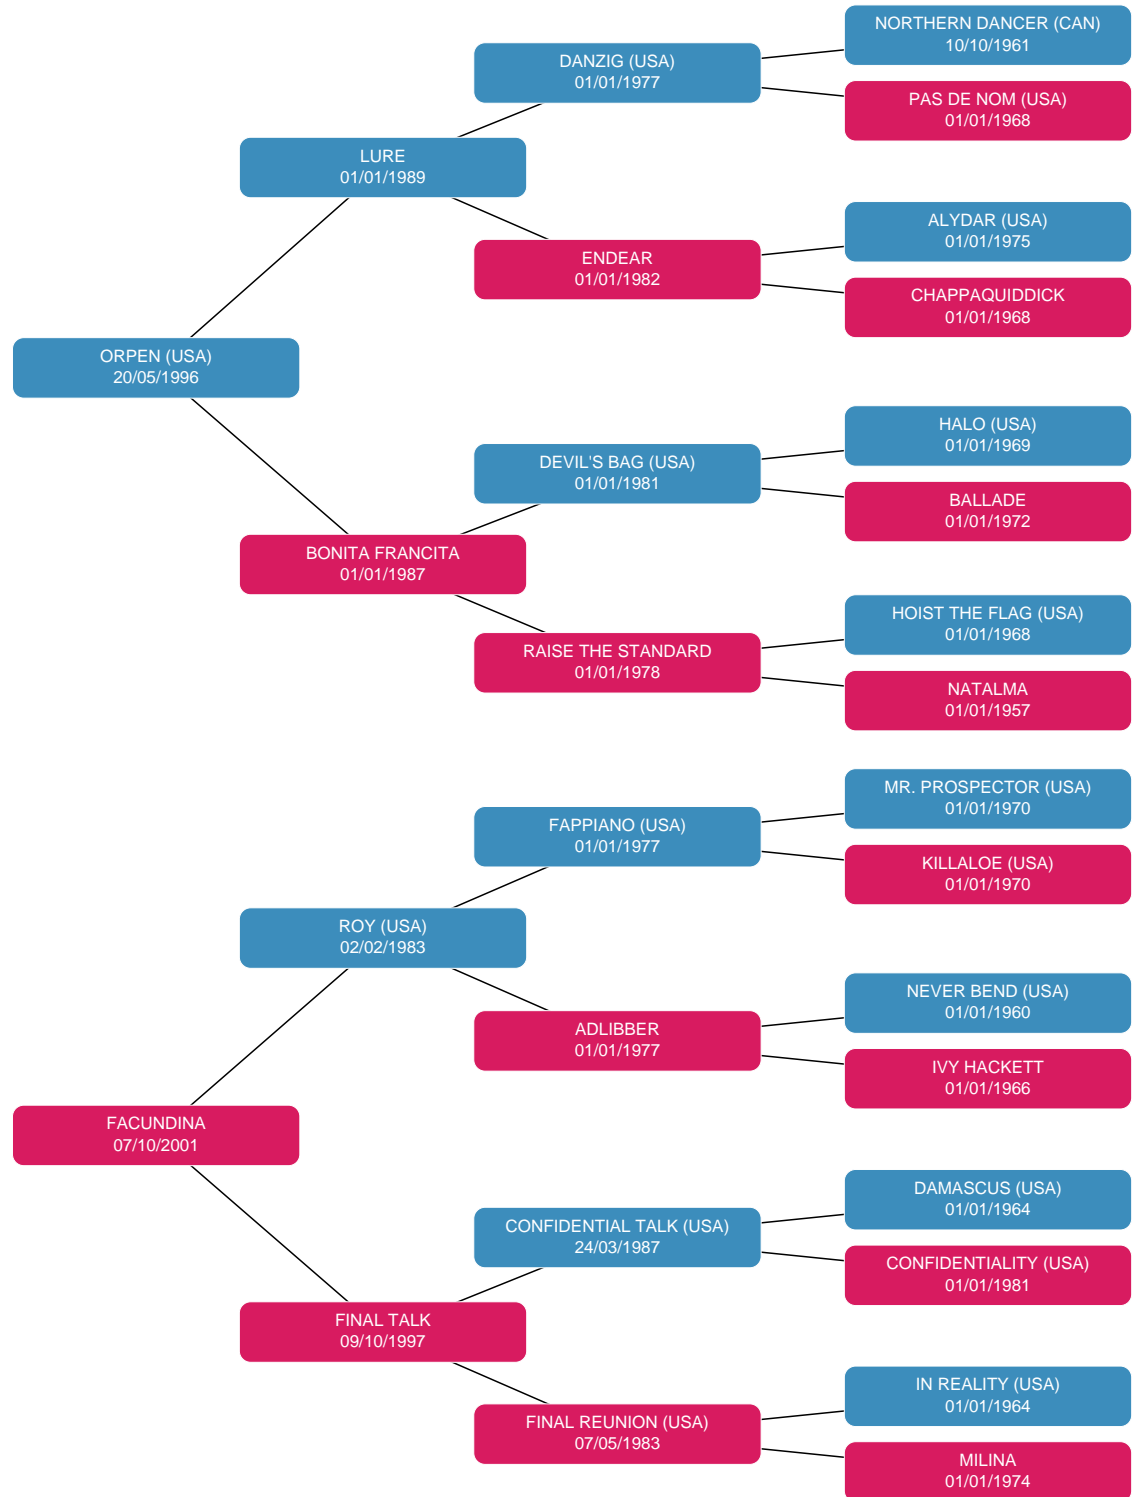 NORTHERN DANCER (CAN)
10/10/1961
DANZIG (USA)
01/01/1977
PAS DE NOM (USA)
01/01/1968
LURE
01/01/1989
ALYDAR (USA)
01/01/1975
ENDEAR
01/01/1982
CHAPPAQUIDDICK
01/01/1968
ORPEN (USA)
20/05/1996
HALO (USA)
01/01/1969
DEVIL'S BAG (USA)
01/01/1981
BALLADE
01/01/1972
BONITA FRANCITA
01/01/1987
HOIST THE FLAG (USA)
01/01/1968
RAISE THE STANDARD
01/01/1978
NATALMA
01/01/1957
MR. PROSPECTOR (USA)
01/01/1970
FAPPIANO (USA)
01/01/1977
KILLALOE (USA)
01/01/1970
ROY (USA)
02/02/1983
NEVER BEND (USA)
01/01/1960
ADLIBBER
01/01/1977
IVY HACKETT
01/01/1966
FACUNDINA
07/10/2001
DAMASCUS (USA)
01/01/1964
CONFIDENTIAL TALK (USA)
24/03/1987
CONFIDENTIALITY (USA)
01/01/1981
FINAL TALK
09/10/1997
IN REALITY (USA)
01/01/1964
FINAL REUNION (USA)
07/05/1983
MILINA
01/01/1974